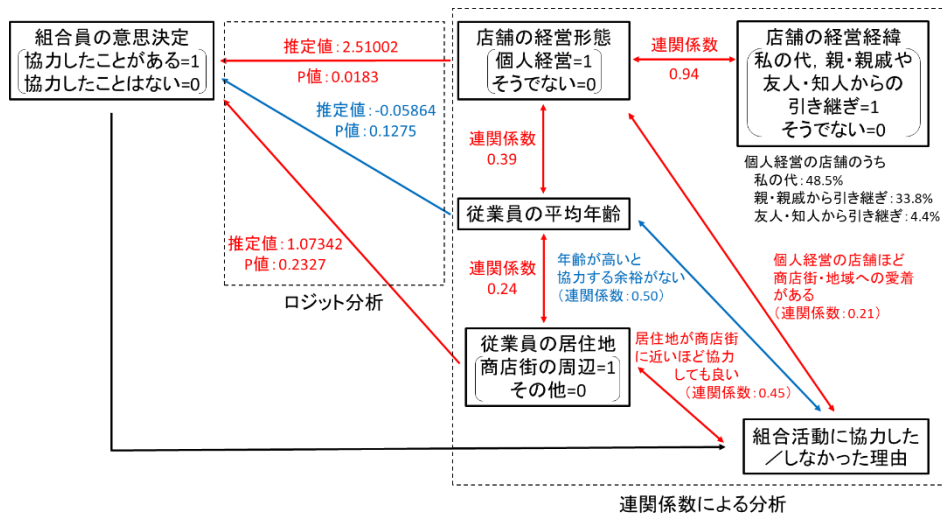 組合員の意思決定
協力したことがある=1
協力したことはない=0
推定値：2.51002
P値：0.0183
店舗の経営形態
個人経営=1
そうでない=0
連関係数
0.94
店舗の経営経緯
私の代，親・親戚や
友人・知人からの
引き継ぎ=1
そうでない=0
推定値：-0.05864
P値：0.1275
連関係数
0.39
個人経営の店舗のうち
私の代：48.5%
親・親戚から引き継ぎ：33.8%
友人・知人から引き継ぎ：4.4%
従業員の平均年齢
推定値：1.07342
P値：0.2327
連関係数
0.24
年齢が高いと
協力する余裕がない
（連関係数：0.50）
個人経営の店舗ほど
商店街・地域への愛着
がある
（連関係数：0.21）
ロジット分析
従業員の居住地
商店街の周辺=1
その他=0
居住地が商店街
に近いほど協力
しても良い
（連関係数：0.45）
組合活動に協力した
／しなかった理由
連関係数による分析